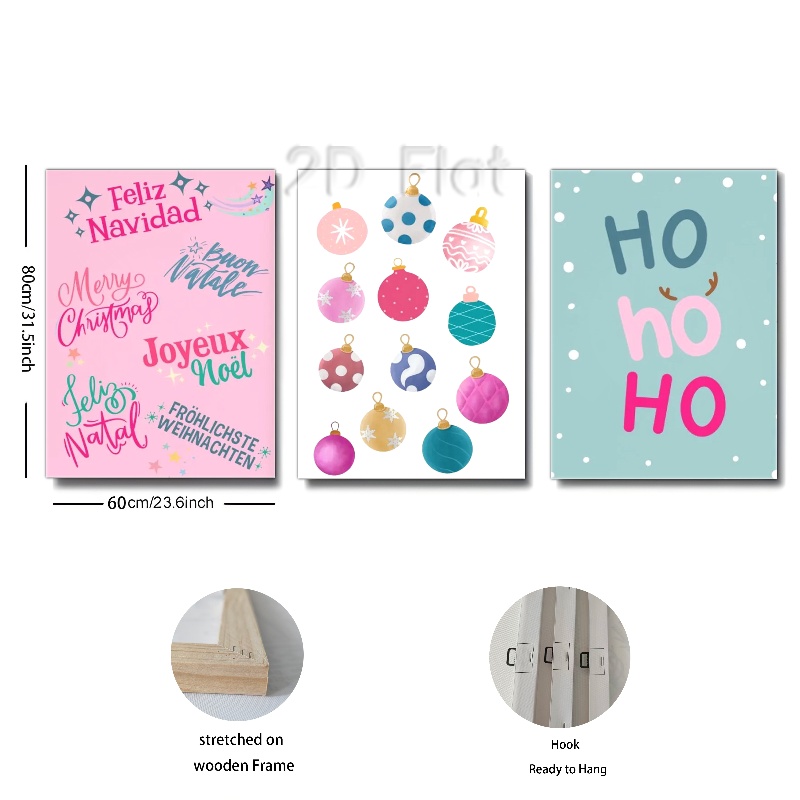 2D Flat
Feliz
Navidad
Buon
Natale
Merry
Christmas
Joyeux
Noël
Feliz
Natal
FRÖHLICHSTE
WEIHNACHTEN
HO
hO
HO
80cm/31.5inch
60cm/23.6inch
stretched on
wooden Frame
Hook
Ready to Hang